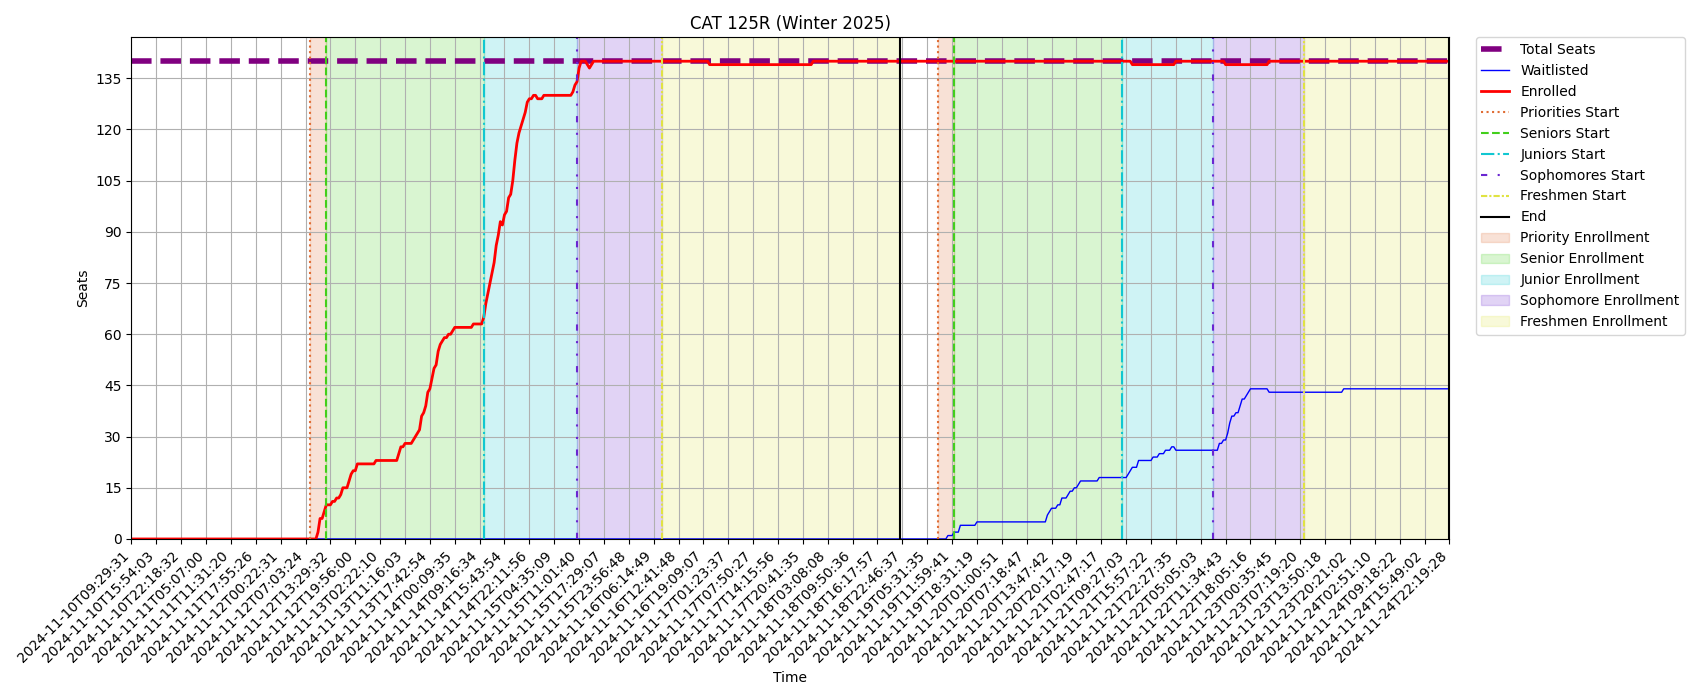 CAT 125R (Winter 2025)
Seats
135
120
105
90
75
60
45
30
15
0
2024-11-10T09:29:31
2024-11-10T15:54:03
2024-11-10T22:18:32
2024-11-11T05:07:00
2024-11-11T11:31:20
2024-11-11T17:55:26
2024-11-12T00:22:31
2024-11-12T07:03:24
2024-11-12T13:29:32
2024-11-12T19:56:00
2024-11-13T02:22:10
2024-11-13T11:16:03
2024-11-13T17:42:54
2024-11-14T00:09:35
2024-11-14T09:16:34
2024-11-14T15:43:54
2024-11-14T22:11:56
2024-11-15T04:35:09
2024-11-15T11:01:40
2024-11-15T17:29:07
2024-11-15T23:56:48
2024-11-16T06:14:49
2024-11-16T12:41:48
2024-11-16T19:09:07
2024-11-17T01:23:37
2024-11-17T07:50:27
2024-11-17T14:15:56
2024-11-17T20:41:35
2024-11-18T03:08:08
2024-11-18T09:50:36
2024-11-18T16:17:57
2024-11-18T22:46:37
2024-11-19T05:31:35
2024-11-19T11:59:41
2024-11-19T18:31:19
2024-11-20T01:00:51
2024-11-20T07:18:47
2024-11-20T13:47:42
2024-11-20T20:17:19
2024-11-21T02:47:17
2024-11-21T09:27:03
2024-11-21T15:57:22
2024-11-21T22:27:35
2024-11-22T05:05:03
2024-11-22T11:34:43
2024-11-22T18:05:16
2024-11-23T00:35:45
2024-11-23T07:19:20
2024-11-23T13:50:18
2024-11-23T20:21:02
2024-11-24T02:51:10
2024-11-24T09:18:22
2024-11-24T15:49:02
2024-11-24T22:19:28
Time
Total Seats
Waitlisted
Enrolled
Priorities Start
Seniors Start
Juniors Start
Sophomores Start
Freshmen Start
End
Priority Enrollment
Senior Enrollment
Junior Enrollment
Sophomore Enrollment
Freshmen Enrollment